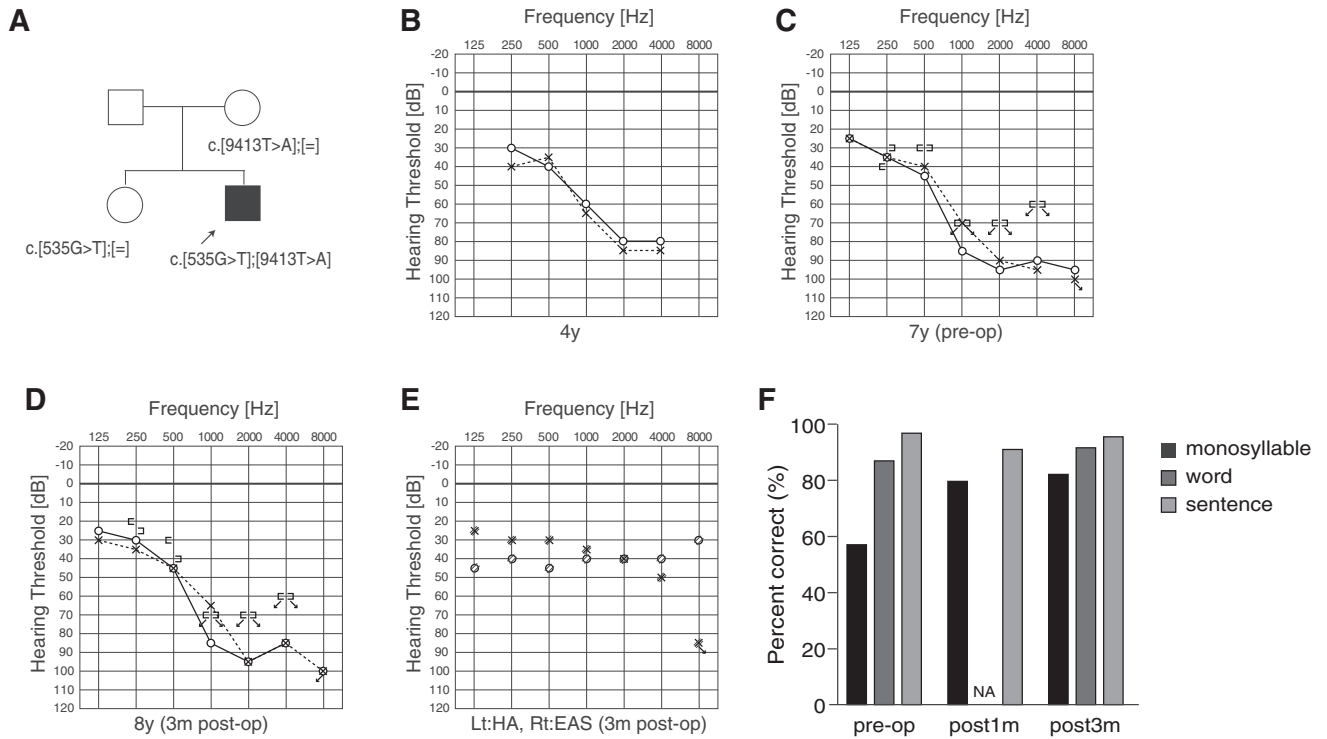 A
c.[9413T>A];[=]
c.[535G>T];[=]
c.[535G>T];[9413T>A]
B
Frequency [Hz]
125 250 500 1000 2000 4000 8000
Hearing Threshold [dB]
-20
-10
0
10
20
30
40
50
60
70
80
90
100
110
120
4y
C
Frequency [Hz]
125 250 500 1000 2000 4000 8000
Hearing Threshold [dB]
-20
-10
0
10
20
30
40
50
60
70
80
90
100
110
120
7y (pre-op)
D
Frequency [Hz]
125 250 500 1000 2000 4000 8000
Hearing Threshold [dB]
-20
-10
0
10
20
30
40
50
60
70
80
90
100
110
120
8y (3m post-op)
E
Frequency [Hz]
125 250 500 1000 2000 4000 8000
Hearing Threshold [dB]
-20
-10
0
10
20
30
40
50
60
70
80
90
100
110
120
Lt:HA, Rt:EAS (3m post-op)
F
Percent correct (%)
100
80
60
40
20
0
NA
pre-op post1m post3m
monosyllable
word
sentence